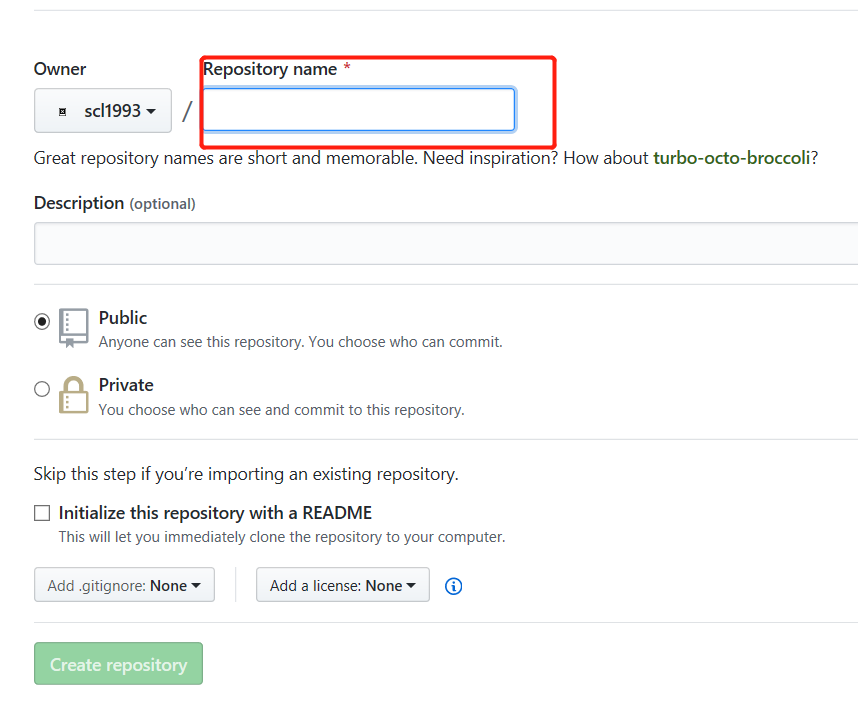 Owner
Repository name *
scl1993
/
Great repository names are short and memorable. Need inspiration? How about turbo-octo-broccoli?
Description (optional)
Public
Anyone can see this repository. You choose who can commit.
Private
You choose who can see and commit to this repository.
Skip this step if you’re importing an existing repository.
Initialize this repository with a README
This will let you immediately clone the repository to your computer.
Add .gitignore: None
Add a license: None
Create repository